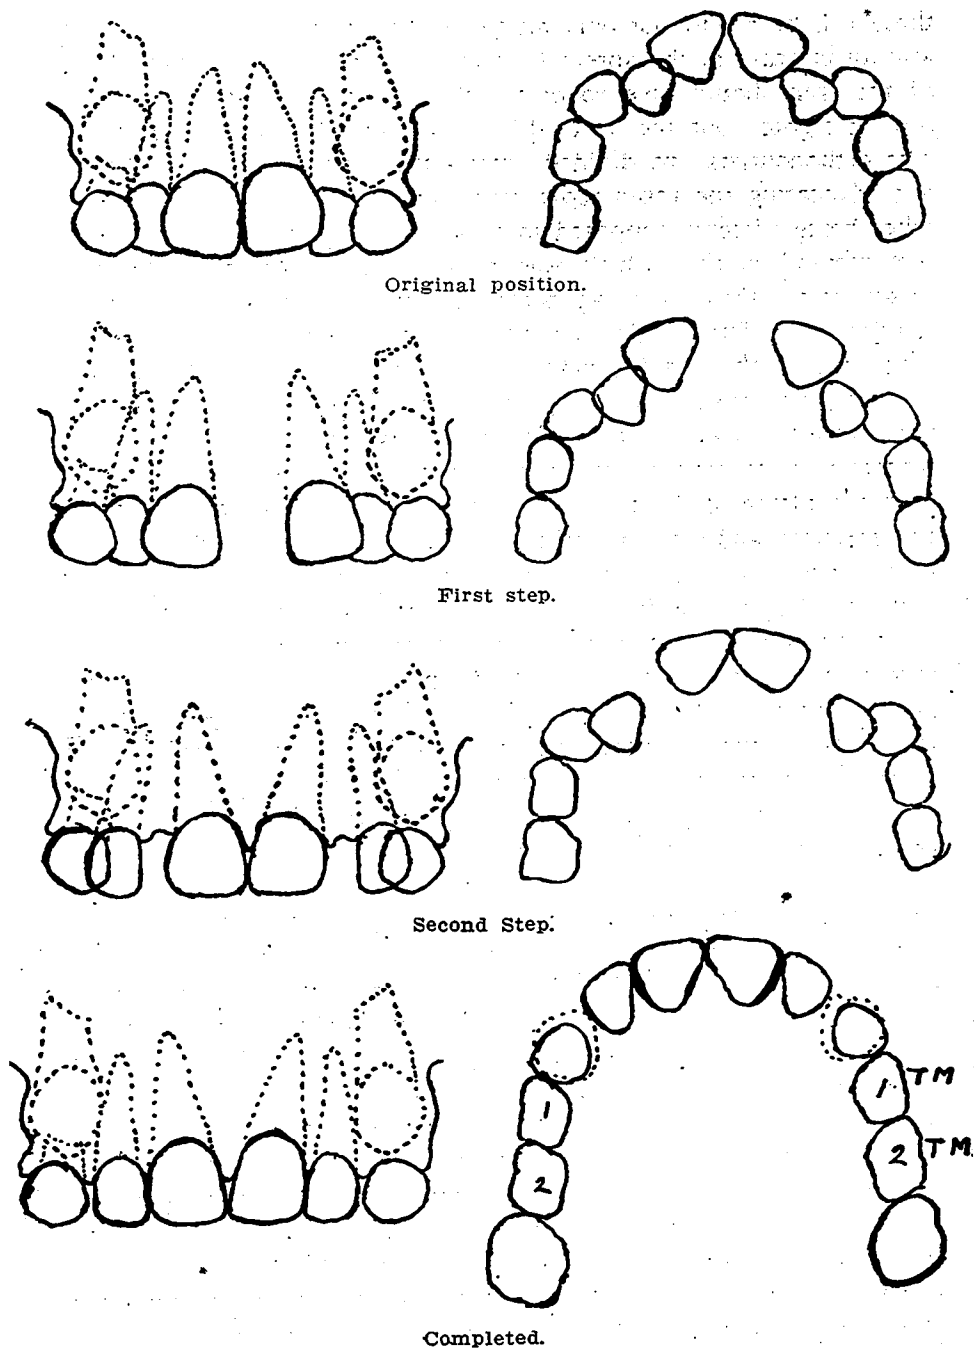 Original position.
First step.
Second Step.
1 TM
1
2 TM.
2
Completed.